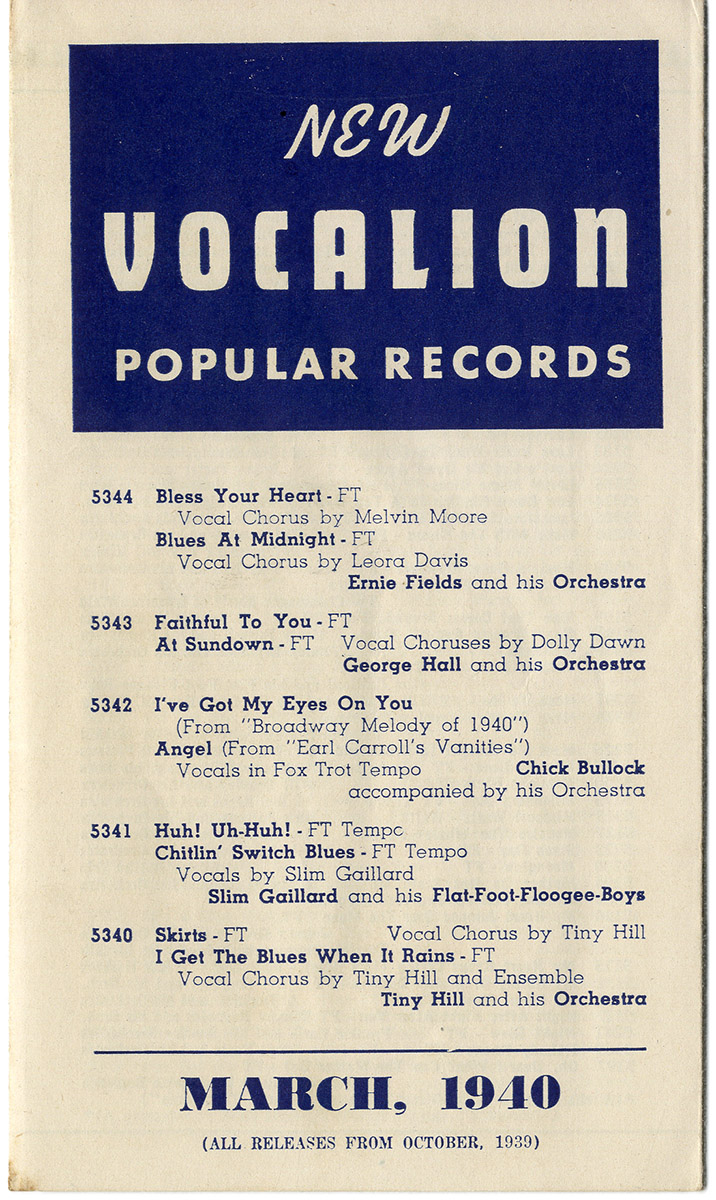 NEW
VOCALION
POPULAR RECORDS
5344 Bless Your Heart - FT
Vocal Chorus by Melvin Moore
Blues At Midnight - FT
Vocal Chorus by Leora Davis
Ernie Fields and his Orchestra
5343 Faithful To You - FT
At Sundown - FT Vocal Choruses by Dolly Dawn
George Hall and his Orchestra
5342 I've Got My Eyes On You
(From "Broadway Melody of 1940")
Angel (From "Earl Carroll's Vanities")
Vocals in Fox Trot Tempo Chick Bullock
accompanied by his Orchestra
5341 Huh! Uh-Huh! - FT Tempo
Chitlin' Switch Blues - FT Tempo
Vocals by Slim Gaillard
Slim Gaillard and his Flat-Foot-Floogee-Boys
5340 Skirts - FT Vocal Chorus by Tiny Hill
I Get The Blues When It Rains - FT
Vocal Chorus by Tiny Hill and Ensemble
Tiny Hill and his Orchestra
MARCH, 1940
(ALL RELEASES FROM OCTOBER, 1939)